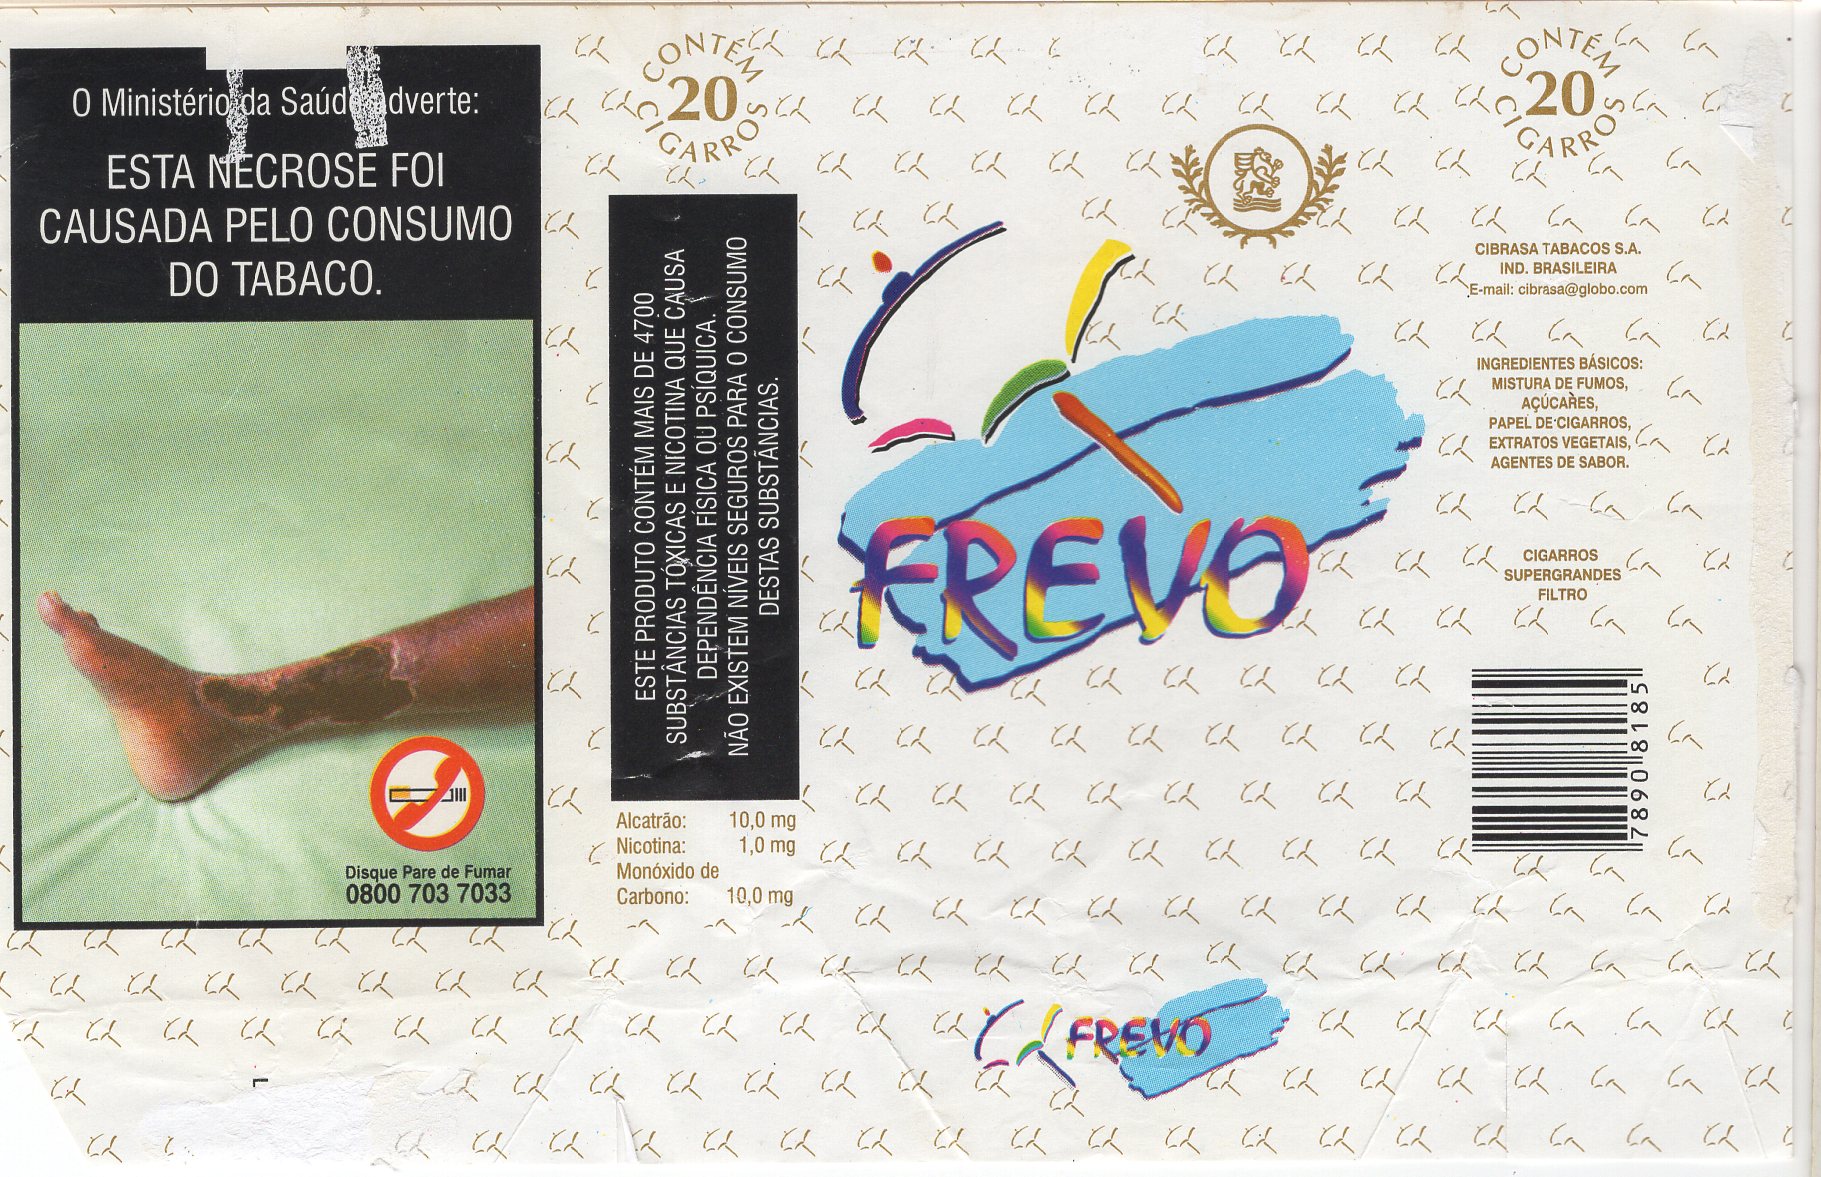 O Ministério da Saúde adverte:
ESTA NECROSE FOI
CAUSADA PELO CONSUMO
DO TABACO.
Disque Pare de Fumar
0800 703 7033
CONTÉM
20
CIGARROS
ESTE PRODUTO CONTÉM MAIS DE 4700
SUBSTÂNCIAS TÓXICAS E NICOTINA QUE CAUSA
DEPENDÊNCIA FÍSICA OU PSÍQUICA.
NÃO EXISTEM NÍVEIS SEGUROS PARA O CONSUMO
DESTAS SUBSTÃNCIAS.
Alcatrão: 10,0 mg
Nicotina: 1,0 mg
Monóxido de
Carbono: 10,0 mg
FREVO
FREVO
CONTÉM
20
CIGARROS
CIBRASA TABACOS S.A.
IND. BRASILEIRA
E-mail: cibrasa@globo.com
INGREDIENTES BÁSICOS:
MISTURA DE FUMOS,
AÇÚCARES,
PAPEL DE CIGARROS,
EXTRATOS VEGETAIS,
AGENTES DE SABOR.
CIGARROS
SUPERGRANDES
FILTRO
7890 8185